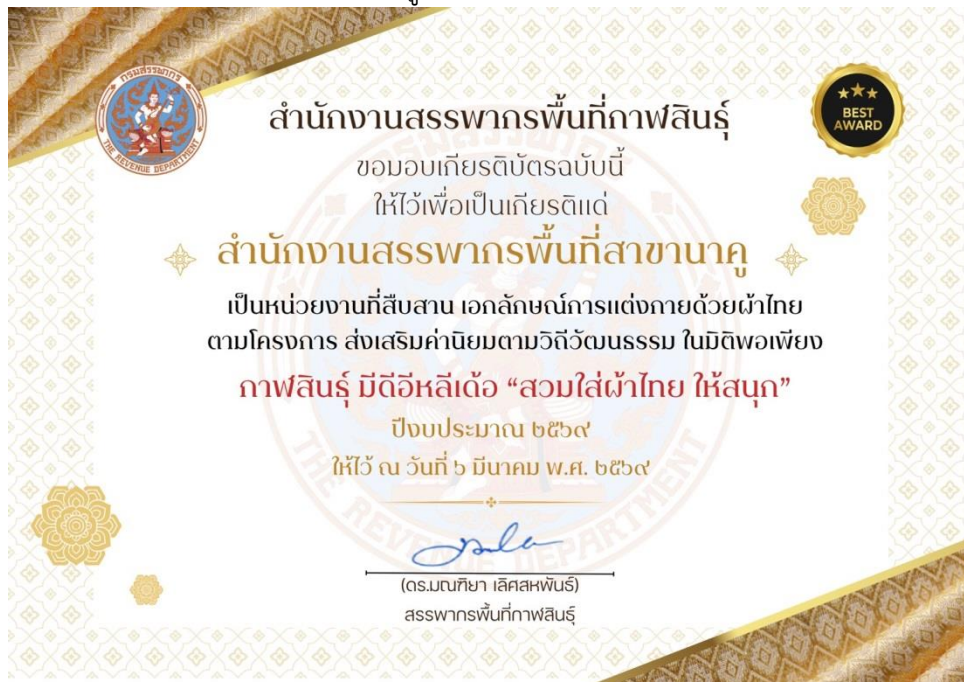 กรมสรรพากร
THE REVENUE DEPARTMENT
BEST
AWARD
สำนักงานสรรพากรพื้นที่กาฬสินธุ์
ขอมอบเกียรติบัตรฉบับนี้
ให้ไว้เพื่อเป็นเกียรติแด่
สำนักงานสรรพากรพื้นที่สาขานาคู
เป็นหน่วยงานที่สืบสาน เอกลักษณ์การแต่งกายด้วยผ้าไทย
ตามโครงการ ส่งเสริมค่านิยมตามวิถีวัฒนธรรม ในมิติพอเพียง
กาฬสินธุ์ มีดีอีหลีเด้อ “สวมใส่ผ้าไทย ให้สนุก”
ปีงบประมาณ ๒๕๖๙
ให้ไว้ ณ วันที่ ๖ มีนาคม พ.ศ. ๒๕๖๙
THE REVENUE DEPARTMENT
(ดร.มณฑิยา เลิศสหพันธ์)
สรรพากรพื้นที่กาฬสินธุ์